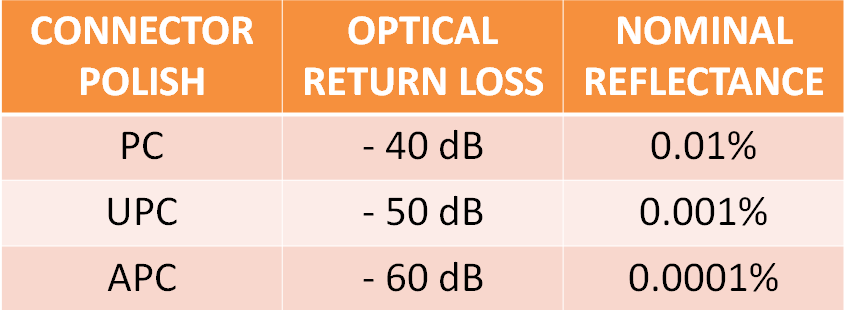 CONNECTOR POLISH	OPTICAL RETURN LOSS	NOMINAL REFLECTANCE
PC	- 40 dB	0.01%
UPC	- 50 dB	0.001%
APC	- 60 dB	0.0001%